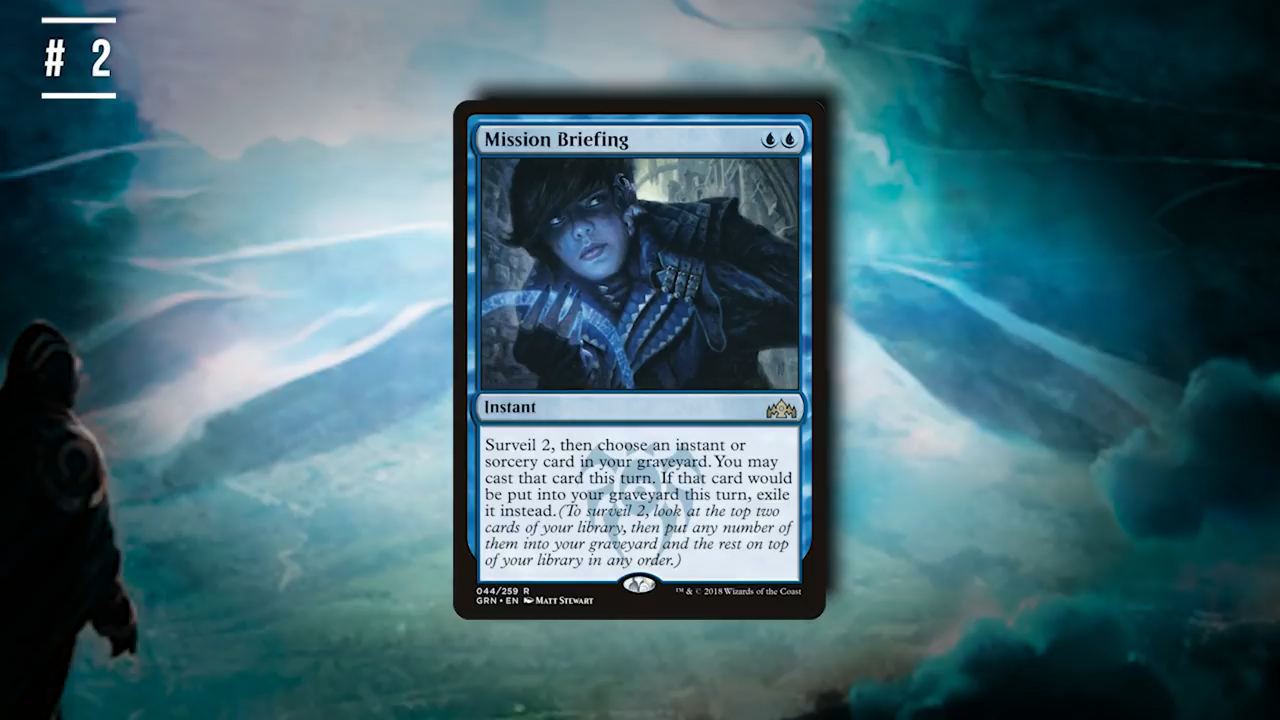 # 2
Mission Briefing
Instant
Surveil 2, then choose an instant or
sorcery card in your graveyard. You may
cast that card this turn. If that card would
be put into your graveyard this turn, exile
it instead. (To surveil 2, look at the top two
cards of your library, then put any number of
them into your graveyard and the rest on top
of your library in any order.)
044/259 R
GRN • EN Matt Stewart
™ & © 2018 Wizards of the Coast